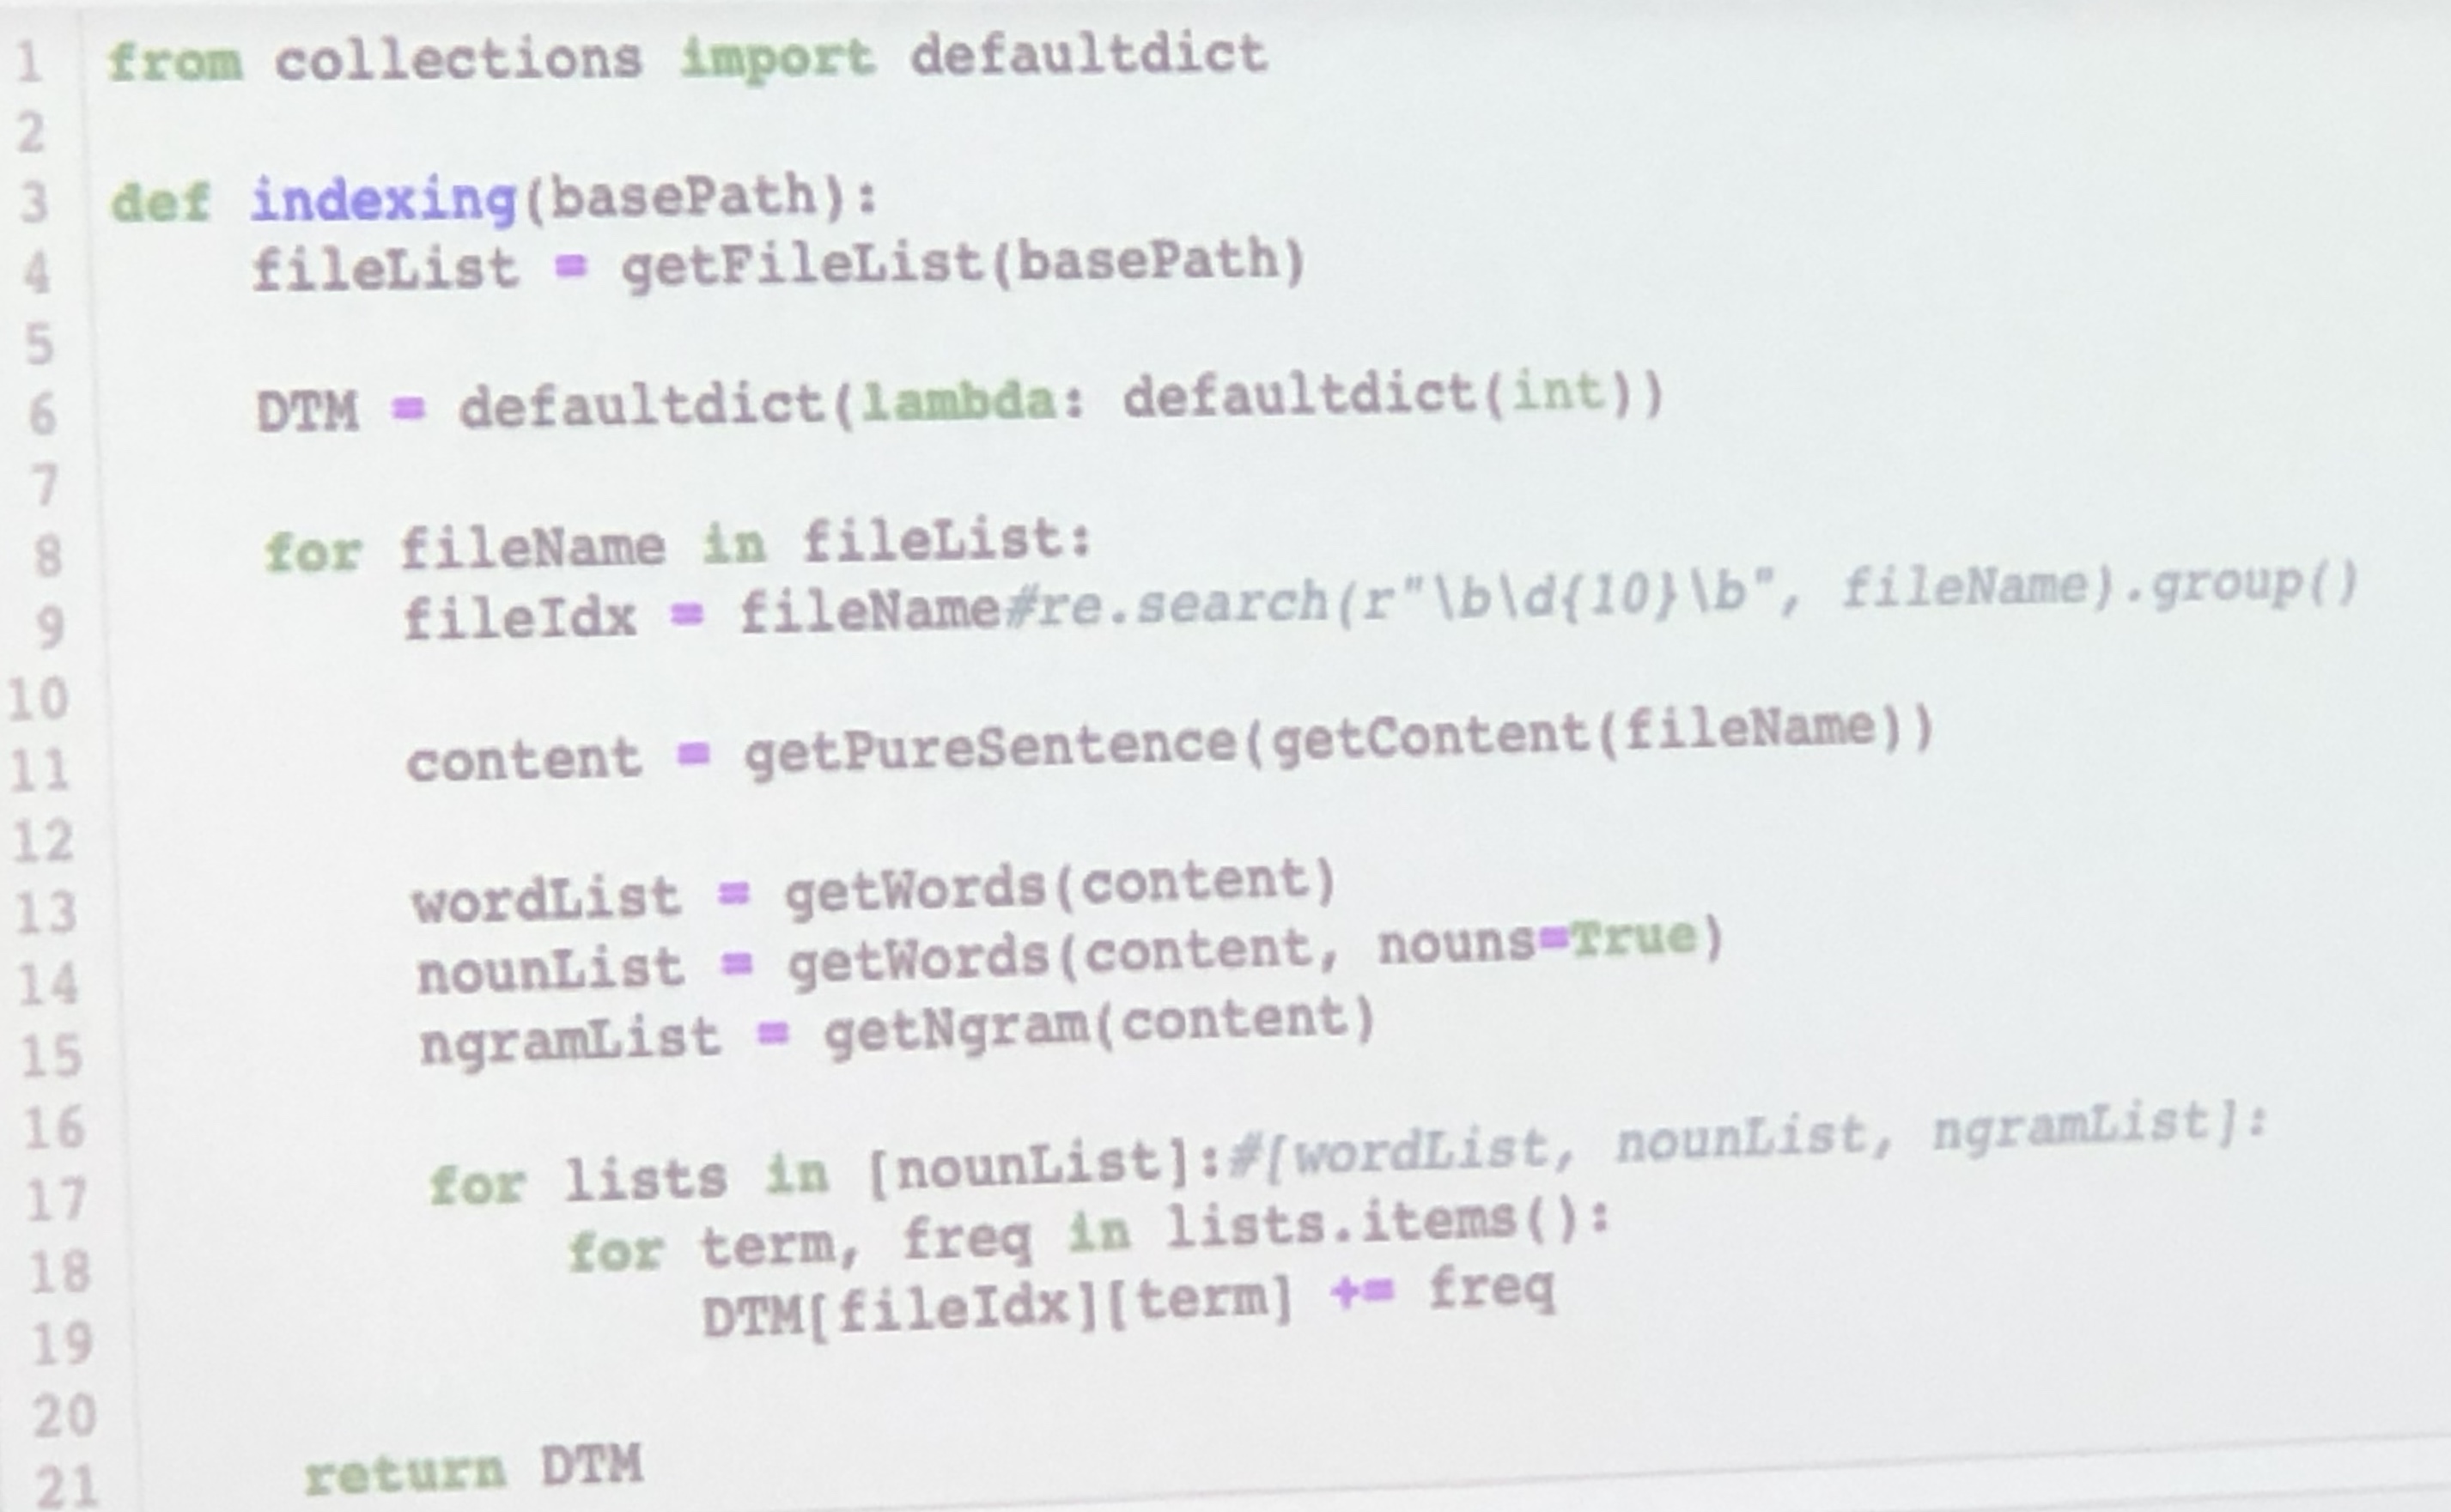 1 from collections import defaultdict
2
3 def indexing(basePath):
4     fileList = getFileList(basePath)
5
6     DTM = defaultdict(lambda: defaultdict(int))
7
8     for fileName in fileList:
9         fileIdx = fileName#re.search(r"\b\d{10}\b", fileName).group()
10
11         content = getPureSentence(getContent(fileName))
12
13         wordList = getWords(content)
14         nounList = getWords(content, nouns=True)
15         ngramList = getNgram(content)
16
17         for lists in [nounList]:#[wordList, nounList, ngramList]:
18             for term, freq in lists.items():
19                 DTM[fileIdx][term] += freq
20
21     return DTM